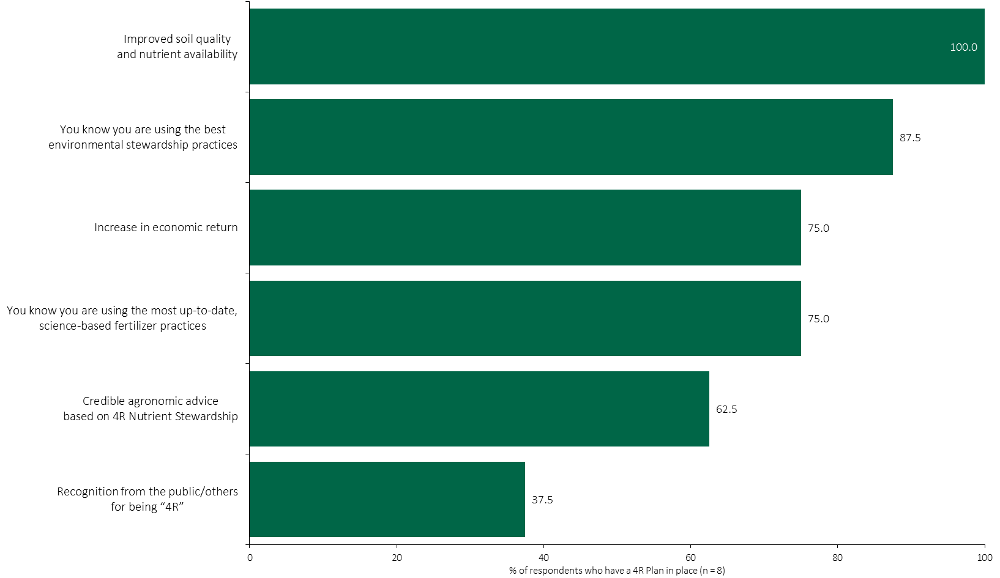 Improved soil quality
and nutrient availability
100.0
You know you are using the best
environmental stewardship practices
87.5
Increase in economic return
75.0
You know you are using the most up-to-date,
science-based fertilizer practices
75.0
Credible agronomic advice
based on 4R Nutrient Stewardship
62.5
Recognition from the public/others
for being “4R”
37.5
0 20 40 60 80 100
% of respondents who have a 4R Plan in place (n = 8)